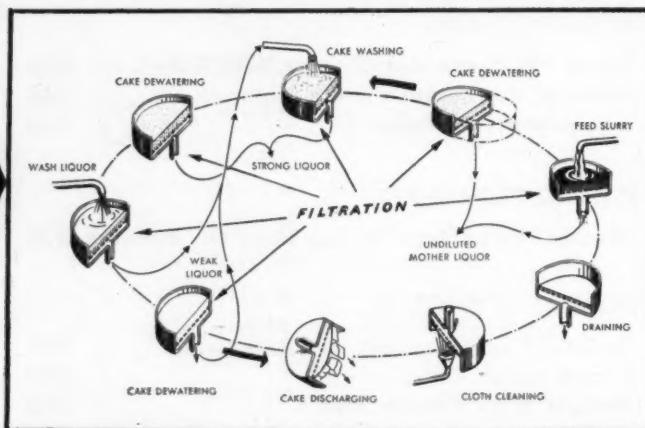 CAKE WASHING
CAKE DEWATERING
CAKE DEWATERING
FEED SLURRY
WASH LIQUOR
STRONG LIQUOR
FILTRATION
WEAK
LIQUOR
UNDILUTED
MOTHER LIQUOR
DRAINING
CAKE DEWATERING
CAKE DISCHARGING
CLOTH CLEANING